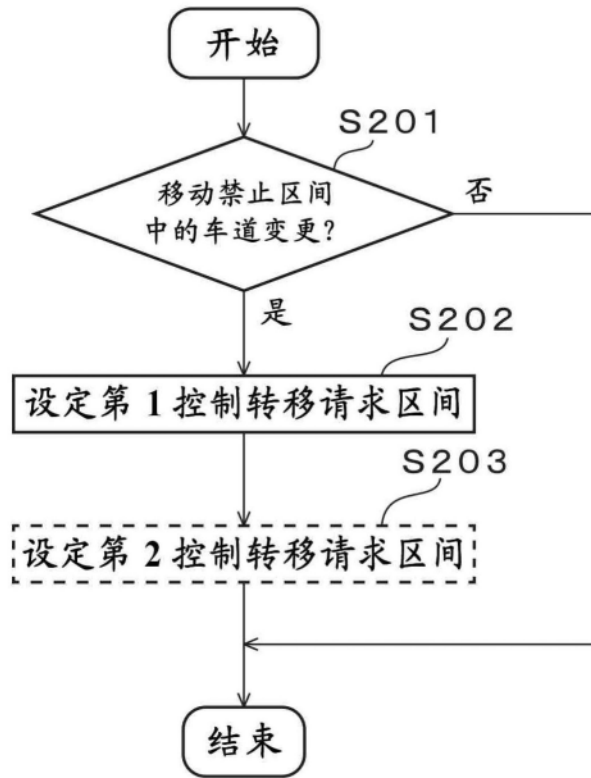 开始
S201
移动禁止区间
中的车道变更?
否
是
S202
设定第1控制转移请求区间
S203
设定第2控制转移请求区间
结束